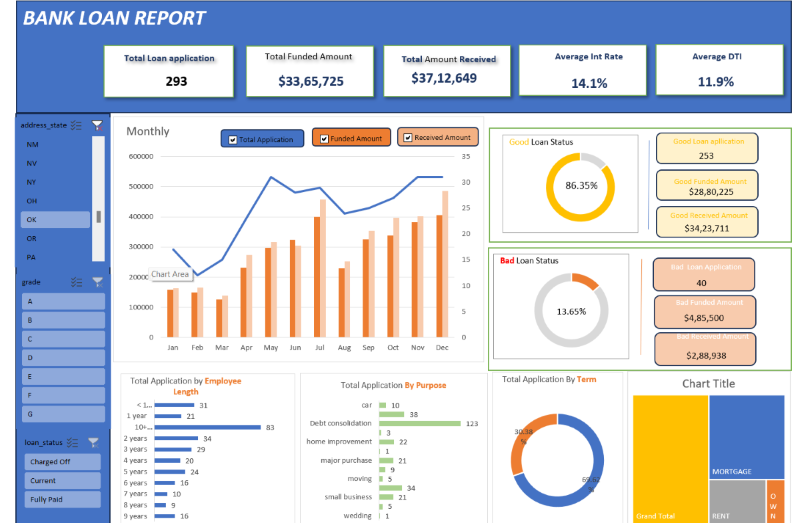 BANK LOAN REPORT
Total Loan application
293
Total Funded Amount
$33,65,725
Total Amount Received
$37,12,649
Average Int Rate
14.1%
Average DTI
11.9%
address_state
NM
NV
NY
OH
OK
OR
PA
grade
A
B
C
D
E
F
G
loan_status
Charged Off
Current
Fully Paid
Monthly
Total Application
Funded Amount
Received Amount
600000
500000
400000
300000
200000
100000
0
35
30
25
20
15
10
5
0
Chart Area
Jan Feb Mar Apr May Jun Jul Aug Sep Oct Nov Dec
Good Loan Status
86.35%
Good Loan aplication
253
Good Funded Amount
$28,80,225
Good Received Amount
$34,23,711
Bad Loan Status
13.65%
Bad Loan Application
40
Bad Funded Amount
$4,85,500
Bad Received Amount
$2,88,938
Total Application by Employee
Length
< 1... 31
1 year 21
10+... 83
2 years 34
3 years 29
4 years 20
5 years 24
6 years 16
7 years 10
8 years 9
9 years 16
Total Application By Purpose
car 10
38
Debt consolidation 123
3
home improvement 22
1
major purchase 21
9
moving 5
34
small business 21
5
wedding 1
Total Application By Term
30.38
%
69.62
%
Chart Title
MORTGAGE
Grand Total
RENT
O
W
N